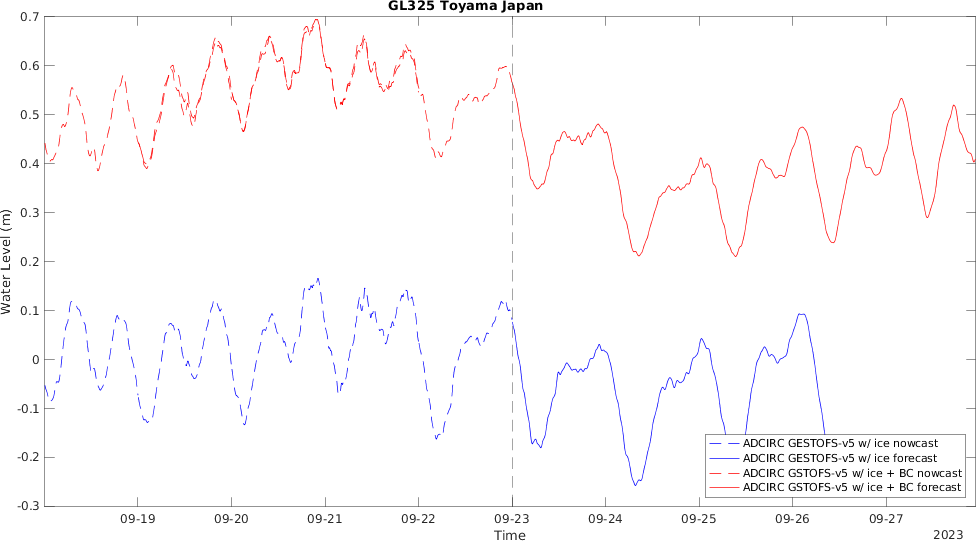 GL325 Toyama Japan
0.7
0.6
0.5
0.4
0.3
0.2
0.1
0
-0.1
-0.2
-0.3
Water Level (m)
ADCIRC GESTOFS-v5 w/ ice nowcast
ADCIRC GESTOFS-v5 w/ ice forecast
ADCIRC GSTOFS-v5 w/ ice + BC nowcast
ADCIRC GSTOFS-v5 w/ ice + BC forecast
09-19 09-20 09-21 09-22 09-23 09-24 09-25 09-26 09-27
Time
2023